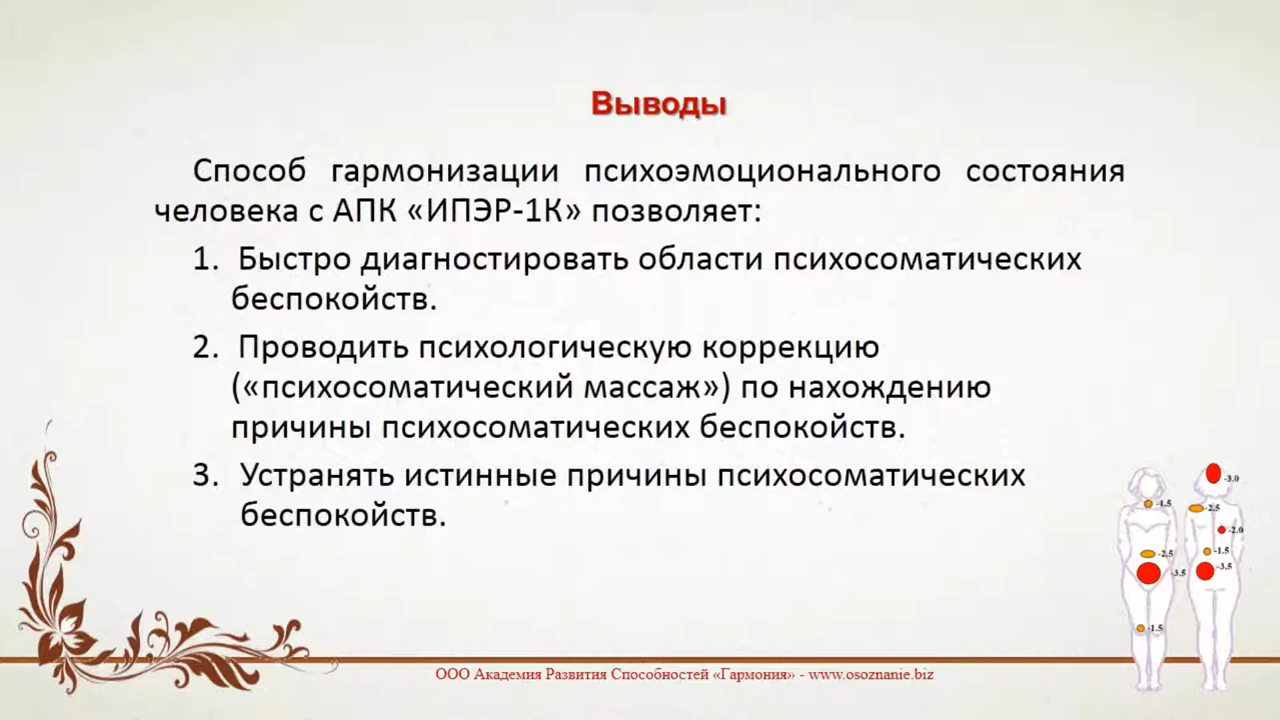 Выводы
Способ гармонизации психоэмоционального состояния
человека с АПК «ИПЭР-1К» позволяет:
1. Быстро диагностировать области психосоматических
беспокойств.
2. Проводить психологическую коррекцию
(«психосоматический массаж») по нахождению
причины психосоматических беспокойств.
3. Устранять истинные причины психосоматических
беспокойств.
-3.0
-1.5
-2.5
-2.0
-2.5
-1.5
-3.5
-3.5
-1.5
ООО Академия Развития Способностей «Гармония» - www.osoznanie.biz